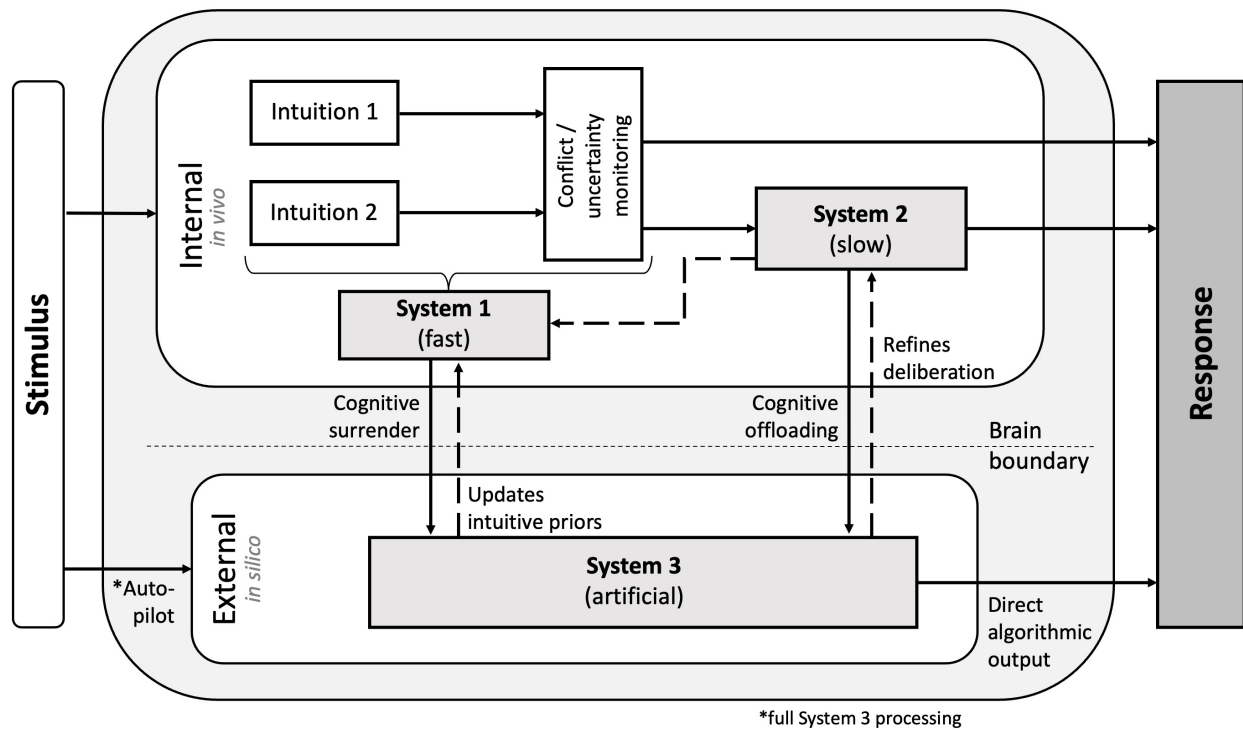 Stimulus
Internal
in vivo
Intuition 1
Intuition 2
Conflict /
uncertainty
monitoring
System 1
(fast)
System 2
(slow)
Refines
deliberation
Cognitive
surrender
Cognitive
offloading
Brain
boundary
Updates
intuitive priors
External
in silico
System 3
(artificial)
*Auto-
pilot
Direct
algorithmic
output
Response
*full System 3 processing